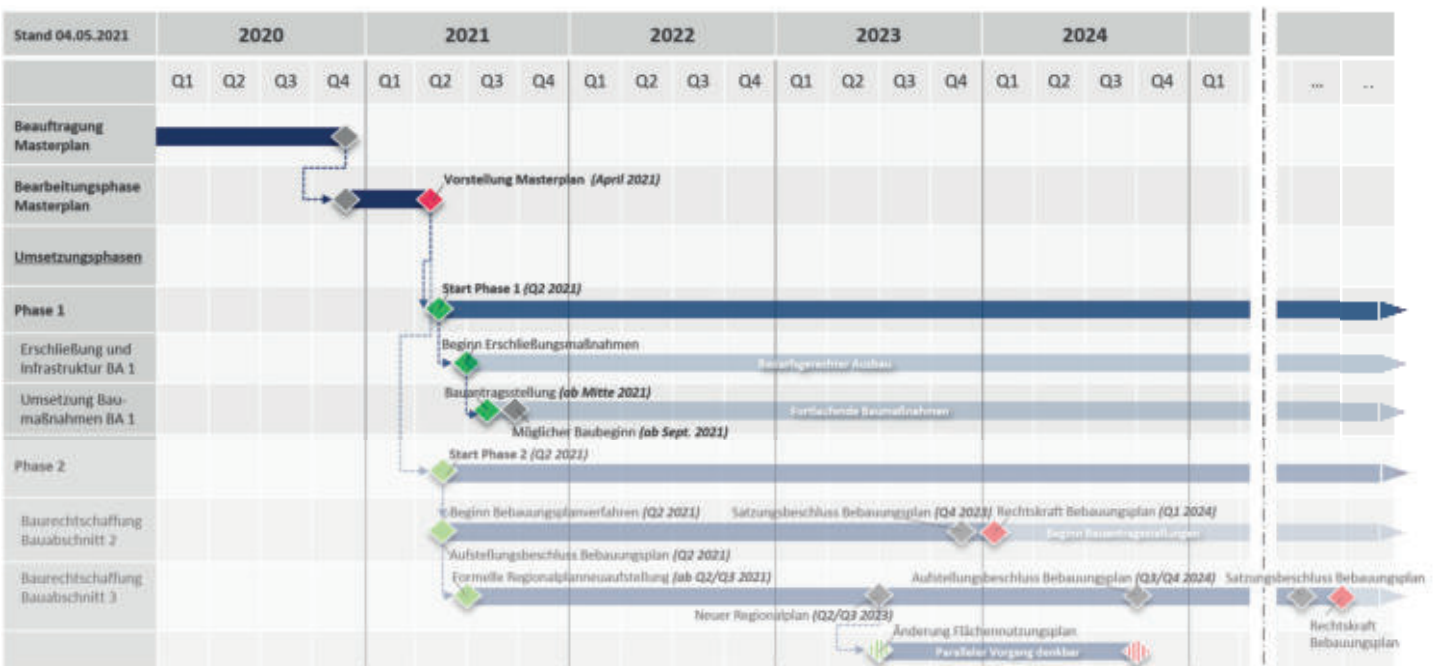 Stand 04.05.2021 2020 2021 2022 2023 2024
Q1 Q2 Q3 Q4 Q1 Q2 Q3 Q4 Q1 Q2 Q3 Q4 Q1 Q2 Q3 Q4 Q1 Q2 Q3 Q4 Q1 ... ..
Beauftragung
Masterplan
Bearbeitungsphase
Masterplan
Vorstellung Masterplan (April 2021)
Umsetzungsphasen
Phase 1
Start Phase 1 (Q2 2021)
Erschließung und
Infrastruktur BA 1
Beginn Erschließungsmaßnahmen
Bedarfsgerechter Ausbau
Umsetzung Bau-
maßnahmen BA 1
Bauantragsstellung (ab Mitte 2021)
Fortlaufende Baumaßnahmen
Möglicher Baubeginn (ab Sept. 2021)
Phase 2
Start Phase 2 (Q2 2021)
Baurechtschaffung
Bauabschnitt 2
Beginn Bebauungsplanverfahren (Q2 2021)
Satzungsbeschluss Bebauungsplan (Q4 2023)
Rechtskraft Bebauungsplan (Q1 2024)
Beginn Bauantragsstellungen
Aufstellungsbeschluss Bebauungsplan (Q2 2021)
Baurechtschaffung
Bauabschnitt 3
Formelle Regionalplanneuaufstellung (ab Q2/Q3 2021)
Aufstellungsbeschluss Bebauungsplan (Q3/Q4 2024)
Satzungsbeschluss Bebauungsplan
Neuer Regionalplan (Q2/Q3 2023)
Rechtskraft
Bebauungsplan
Änderung Flächennutzungsplan
Paralleler Vorgang denkbar